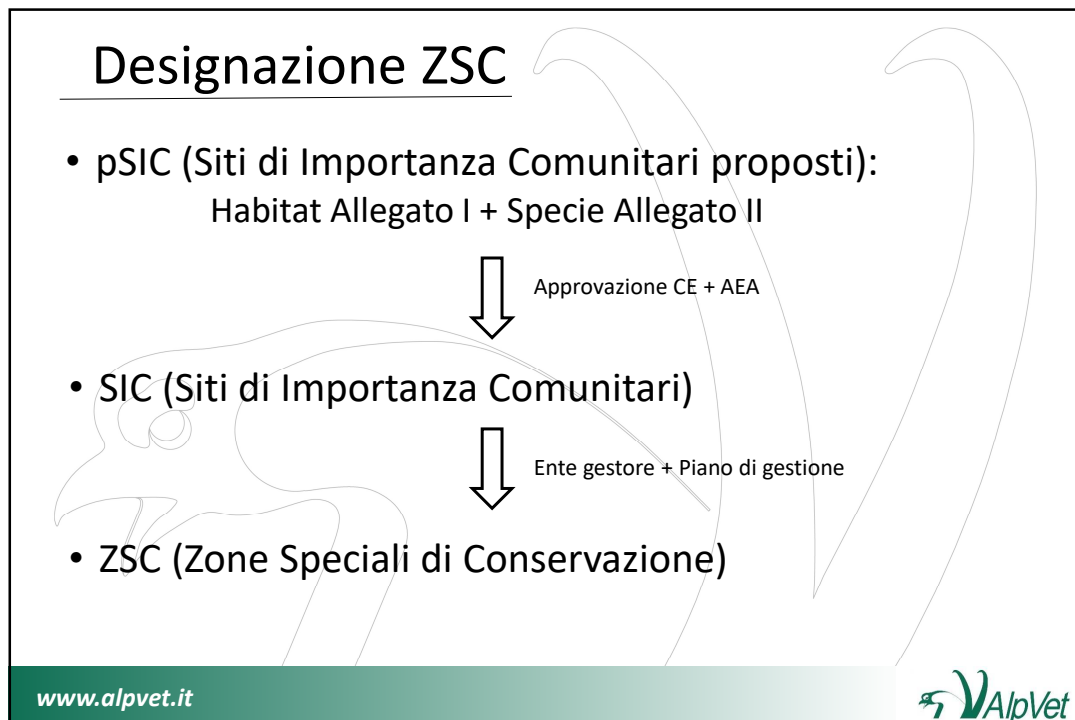 Designazione ZSC
• pSIC (Siti di Importanza Comunitari proposti):
Habitat Allegato I + Specie Allegato II
Approvazione CE + AEA
• SIC (Siti di Importanza Comunitari)
Ente gestore + Piano di gestione
• ZSC (Zone Speciali di Conservazione)
www.alpvet.it
AlpVet